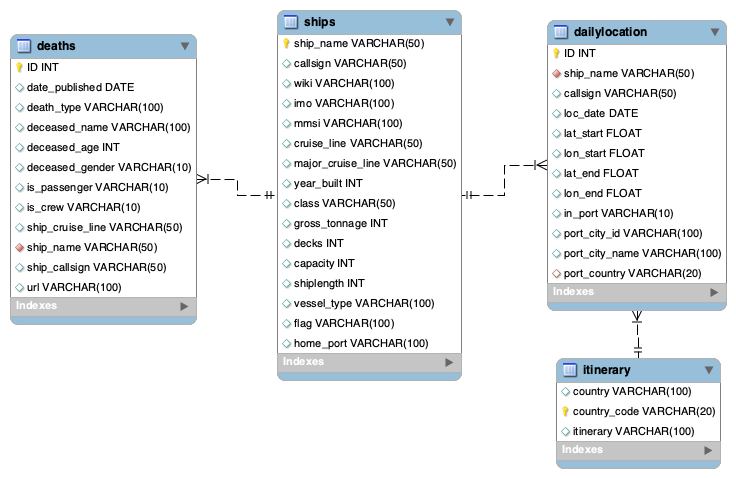 deaths
ID INT
date_published DATE
death_type VARCHAR(100)
deceased_name VARCHAR(100)
deceased_age INT
deceased_gender VARCHAR(10)
is_passenger VARCHAR(10)
is_crew VARCHAR(10)
ship_cruise_line VARCHAR(50)
ship_name VARCHAR(50)
ship_callsign VARCHAR(50)
url VARCHAR(100)
Indexes
ships
ship_name VARCHAR(50)
callsign VARCHAR(50)
wiki VARCHAR(100)
imo VARCHAR(100)
mmsi VARCHAR(100)
cruise_line VARCHAR(50)
major_cruise_line VARCHAR(50)
year_built INT
class VARCHAR(50)
gross_tonnage INT
decks INT
capacity INT
shiplength INT
vessel_type VARCHAR(100)
flag VARCHAR(100)
home_port VARCHAR(100)
Indexes
dailylocation
ID INT
ship_name VARCHAR(50)
callsign VARCHAR(50)
loc_date DATE
lat_start FLOAT
lon_start FLOAT
lat_end FLOAT
lon_end FLOAT
in_port VARCHAR(10)
port_city_id VARCHAR(100)
port_city_name VARCHAR(100)
port_country VARCHAR(20)
Indexes
itinerary
country VARCHAR(100)
country_code VARCHAR(20)
itinerary VARCHAR(100)
Indexes